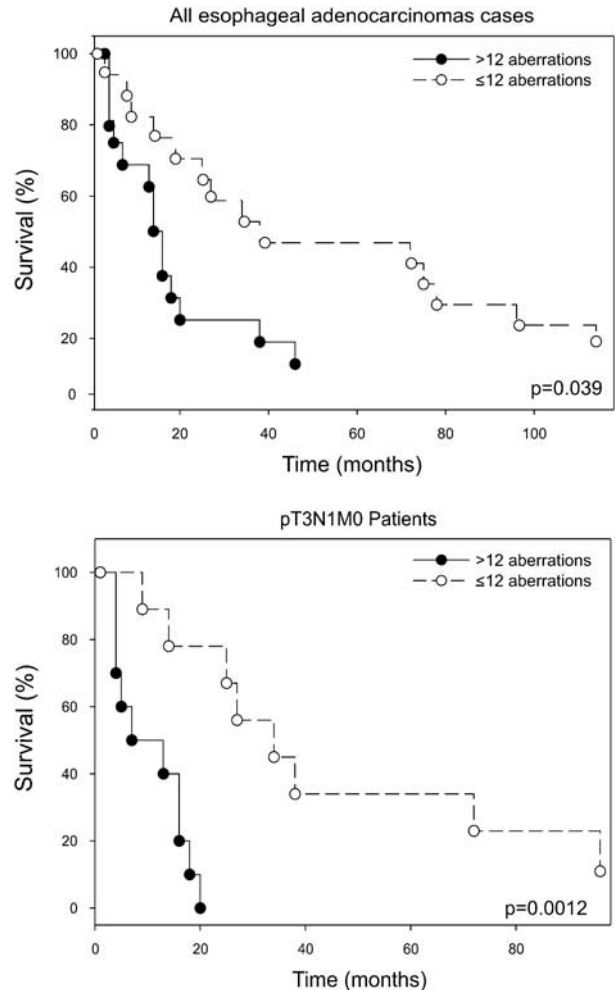 All esophageal adenocarcinomas cases
>12 aberrations
≤12 aberrations
100
80
60
40
20
0
Survival (%)
p=0.039
0 20 40 60 80 100
Time (months)
pT3N1M0 Patients
>12 aberrations
≤12 aberrations
100
80
60
40
20
0
Survival (%)
p=0.0012
0 20 40 60 80
Time (months)